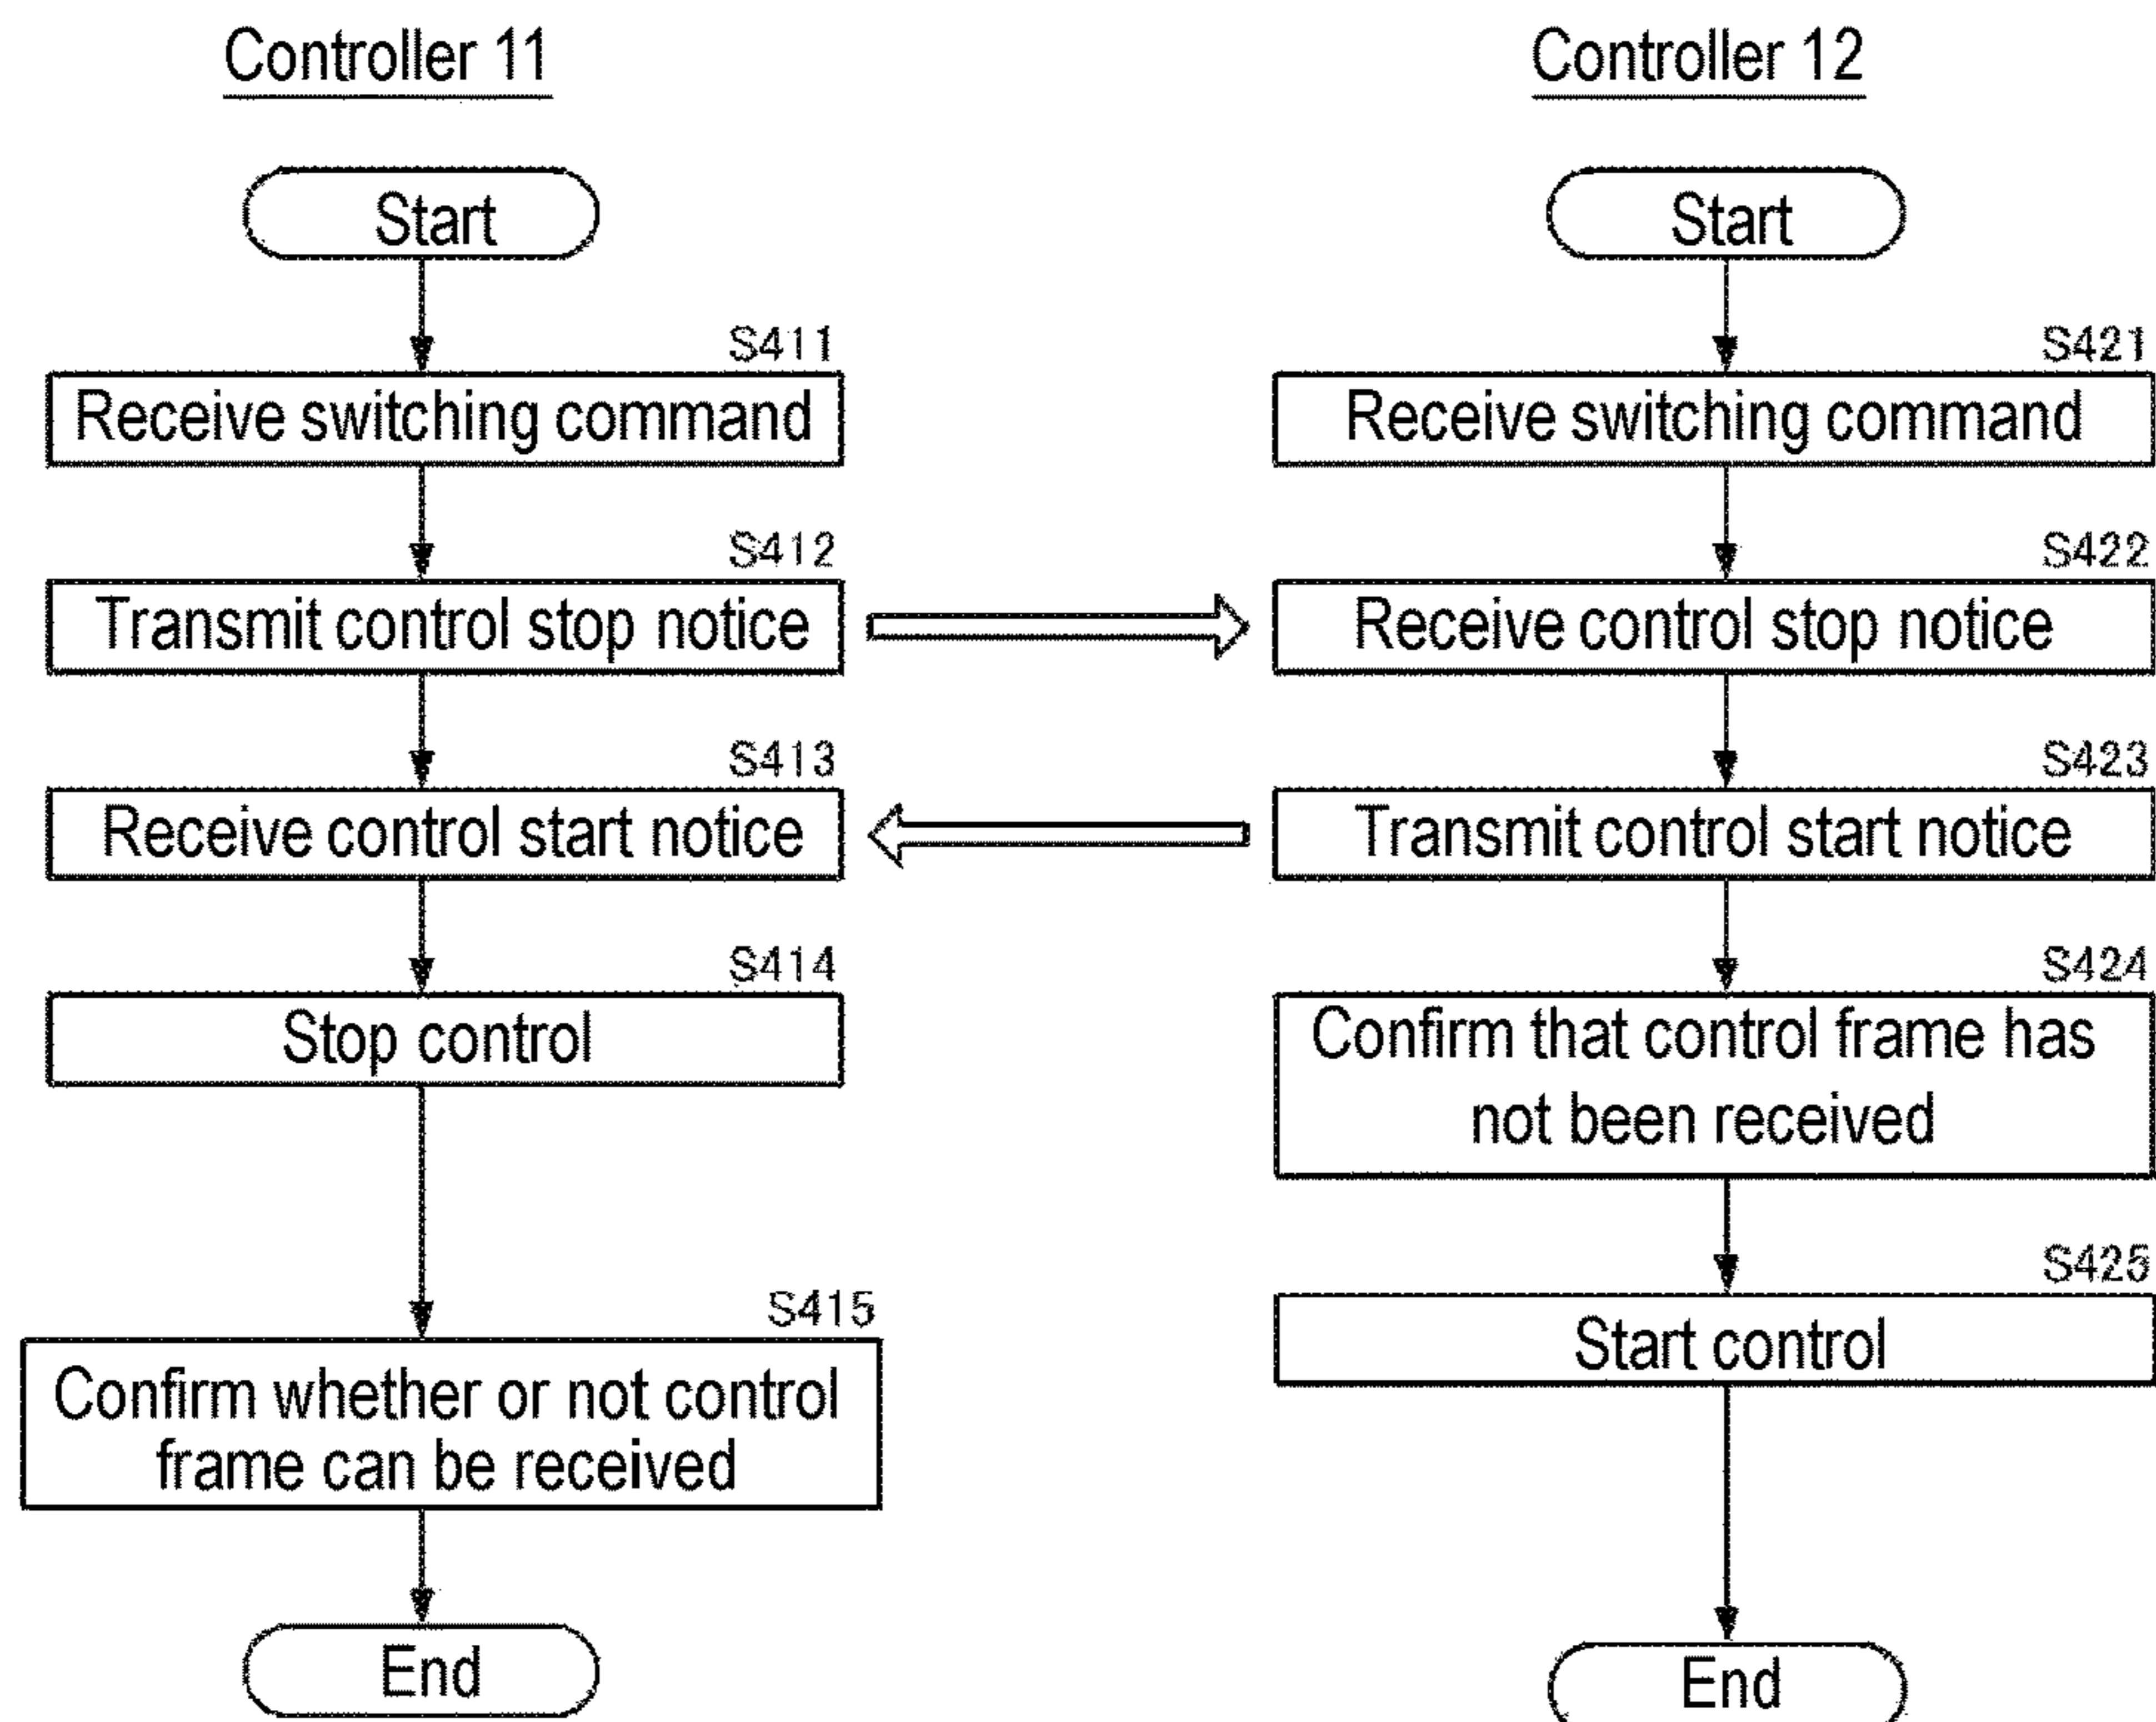 Controller 11
Start
S411
Receive switching command
S412
Transmit control stop notice
S413
Receive control start notice
S414
Stop control
S415
Confirm whether or not control
frame can be received
End
Controller 12
Start
S421
Receive switching command
S422
Receive control stop notice
S423
Transmit control start notice
S424
Confirm that control frame has
not been received
S425
Start control
End